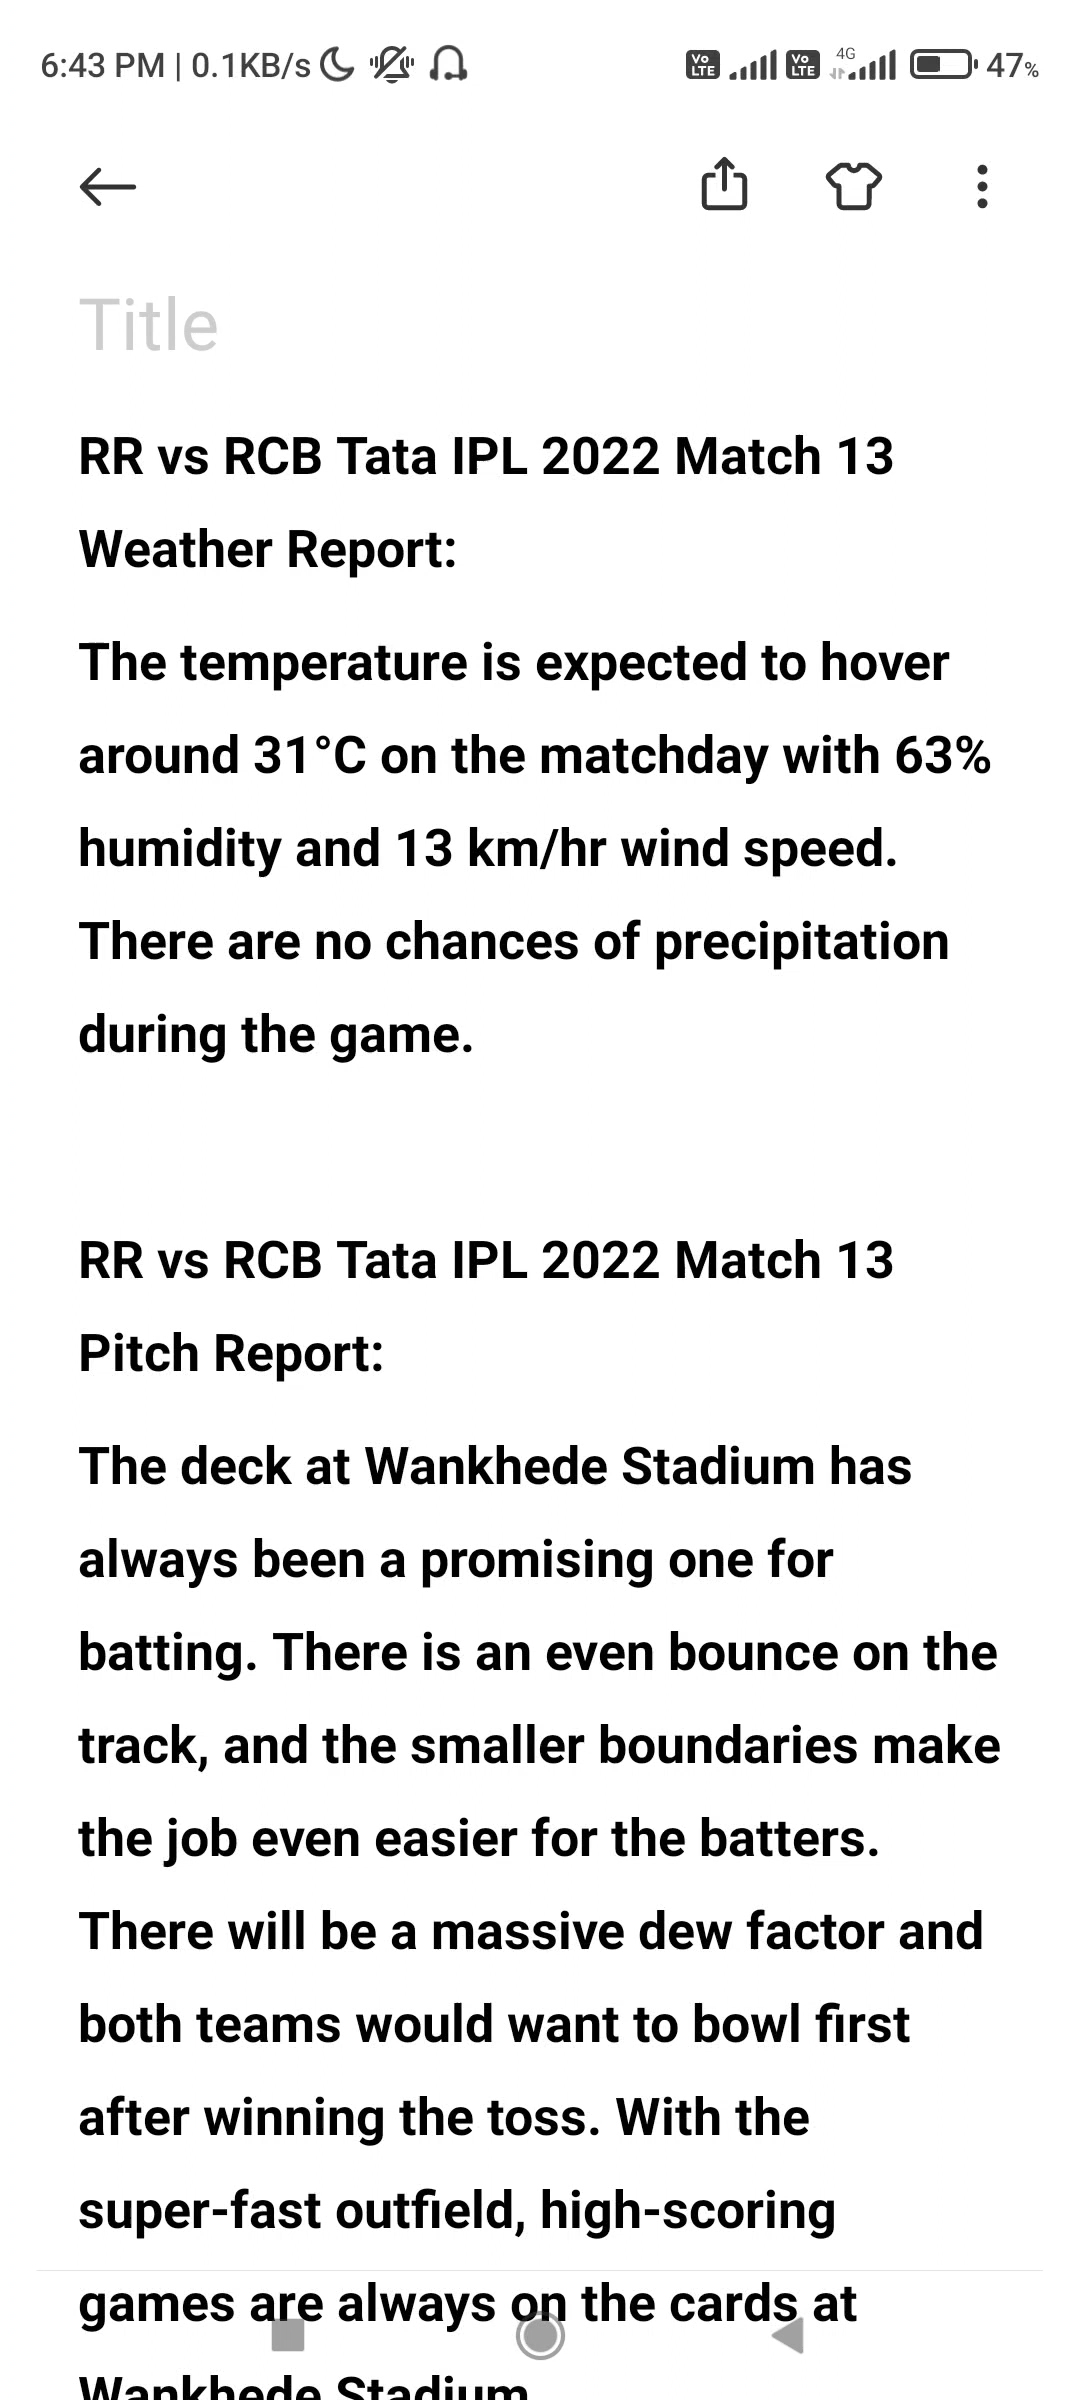 6:43 PM | 0.1KB/s Vo LTE Vo LTE 4G 47%
Title
RR vs RCB Tata IPL 2022 Match 13
Weather Report:
The temperature is expected to hover
around 31°C on the matchday with 63%
humidity and 13 km/hr wind speed.
There are no chances of precipitation
during the game.
RR vs RCB Tata IPL 2022 Match 13
Pitch Report:
The deck at Wankhede Stadium has
always been a promising one for
batting. There is an even bounce on the
track, and the smaller boundaries make
the job even easier for the batters.
There will be a massive dew factor and
both teams would want to bowl first
after winning the toss. With the
super-fast outfield, high-scoring
games are always on the cards at
Wankhede Stadium.